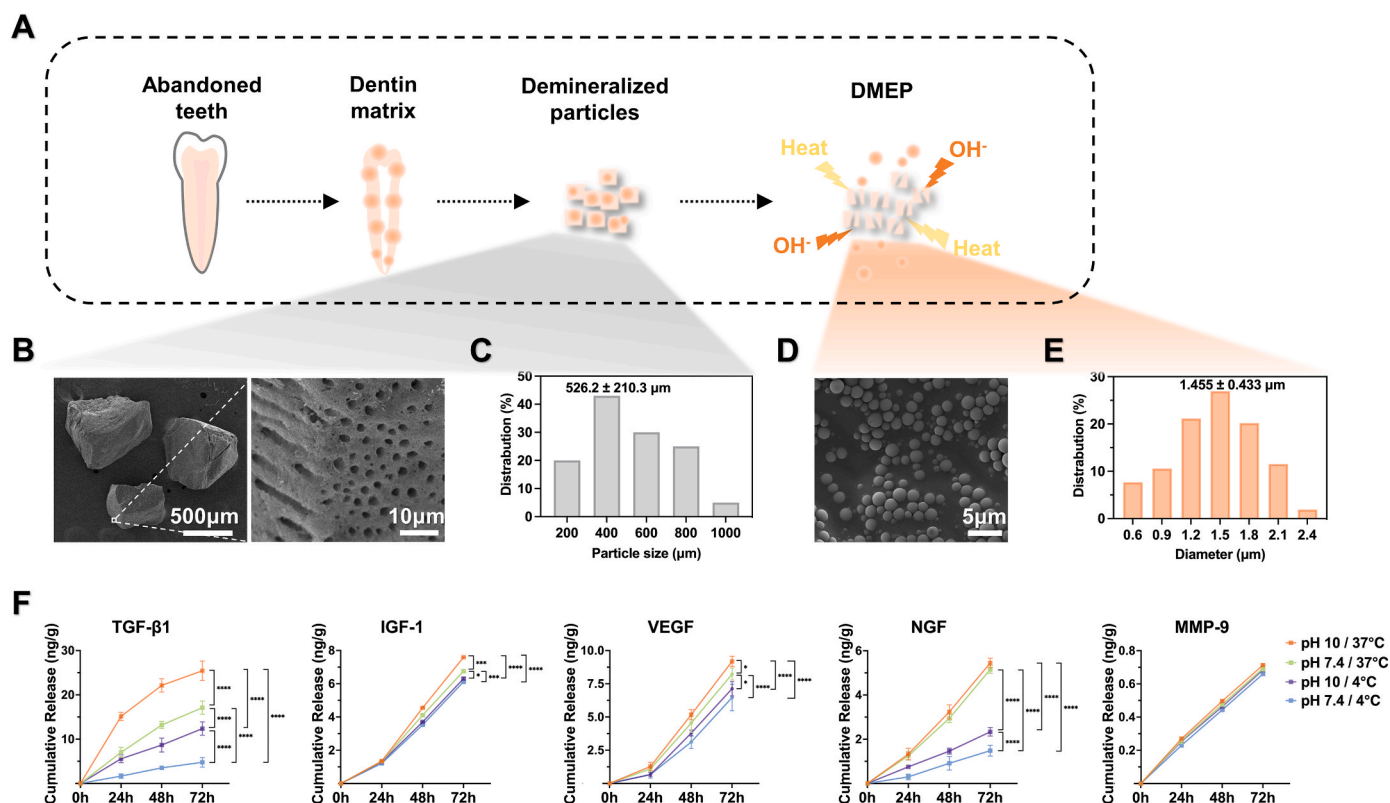 A
Abandoned
teeth
Dentin
matrix
Demineralized
particles
DMEP
Heat
OH-
OH-
Heat
B
500μm
10μm
C
526.2 ± 210.3 μm
Distrabution (%)
50
40
30
20
10
0
200 400 600 800 1000
Particle size (μm)
D
5μm
E
1.455 ± 0.433 μm
Distrabution (%)
30
20
10
0
0.6 0.9 1.2 1.5 1.8 2.1 2.4
Diameter (μm)
F
TGF-β1
Cumulative Release (ng/g)
30
20
10
0h 24h 48h 72h
**** **** **** **** **** ****
IGF-1
Cumulative Release (ng/g)
8
6
4
2
0
0h 24h 48h 72h
*** * *** **** ****
VEGF
Cumulative Release (ng/g)
10.0
7.5
5.0
2.5
0.0
0h 24h 48h 72h
* * **** **** ****
NGF
Cumulative Release (ng/g)
6
4
2
0h 24h 48h 72h
**** **** **** **** ****
MMP-9
Cumulative Release (ng/g)
0.8
0.6
0.4
0.2
0h 24h 48h 72h
pH 10 / 37°C
pH 7.4 / 37°C
pH 10 / 4°C
pH 7.4 / 4°C